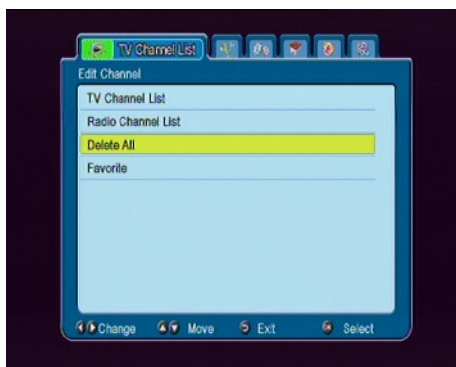 TV Channel List
Edit Channel
TV Channel List
Radio Channel List
Delete All
Favorite
Change Move Exit Select